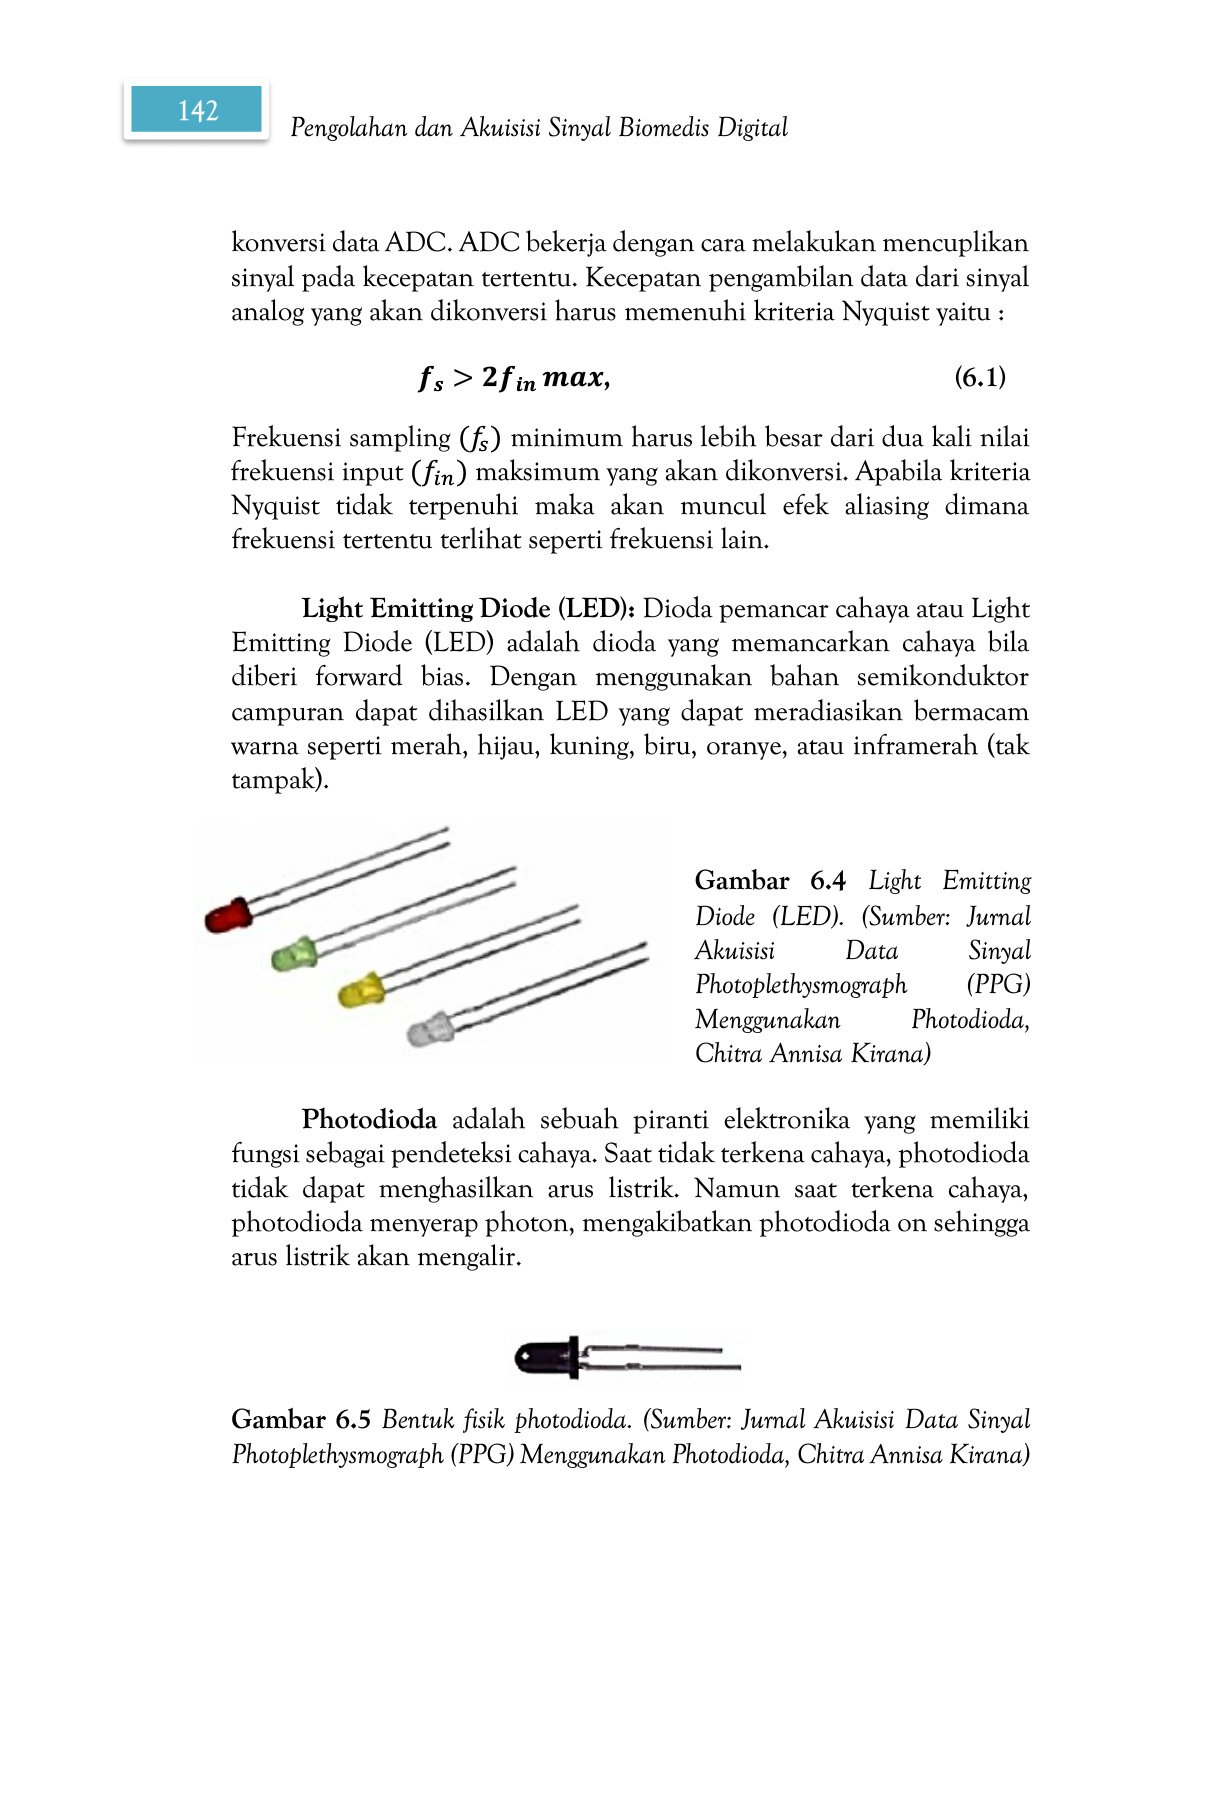 142
Pengolahan dan Akuisisi Sinyal Biomedis Digital
konversi data ADC. ADC bekerja dengan cara melakukan mencuplikan
sinyal pada kecepatan tertentu. Kecepatan pengambilan data dari sinyal
analog yang akan dikonversi harus memenuhi kriteria Nyquist yaitu :
fₛ > 2fᵢₙ max, (6.1)
Frekuensi sampling (fₛ) minimum harus lebih besar dari dua kali nilai
frekuensi input (fᵢₙ) maksimum yang akan dikonversi. Apabila kriteria
Nyquist tidak terpenuhi maka akan muncul efek aliasing dimana
frekuensi tertentu terlihat seperti frekuensi lain.
Light Emitting Diode (LED): Dioda pemancar cahaya atau Light
Emitting Diode (LED) adalah dioda yang memancarkan cahaya bila
diberi forward bias. Dengan menggunakan bahan semikonduktor
campuran dapat dihasilkan LED yang dapat meradiasikan bermacam
warna seperti merah, hijau, kuning, biru, oranye, atau inframerah (tak
tampak).
Gambar 6.4 Light Emitting
Diode (LED). (Sumber: Jurnal
Akuisisi Data Sinyal
Photoplethysmograph (PPG)
Menggunakan Photodioda,
Chitra Annisa Kirana)
Photodioda adalah sebuah piranti elektronika yang memiliki
fungsi sebagai pendeteksi cahaya. Saat tidak terkena cahaya, photodioda
tidak dapat menghasilkan arus listrik. Namun saat terkena cahaya,
photodioda menyerap photon, mengakibatkan photodioda on sehingga
arus listrik akan mengalir.
Gambar 6.5 Bentuk fisik photodioda. (Sumber: Jurnal Akuisisi Data Sinyal
Photoplethysmograph (PPG) Menggunakan Photodioda, Chitra Annisa Kirana)